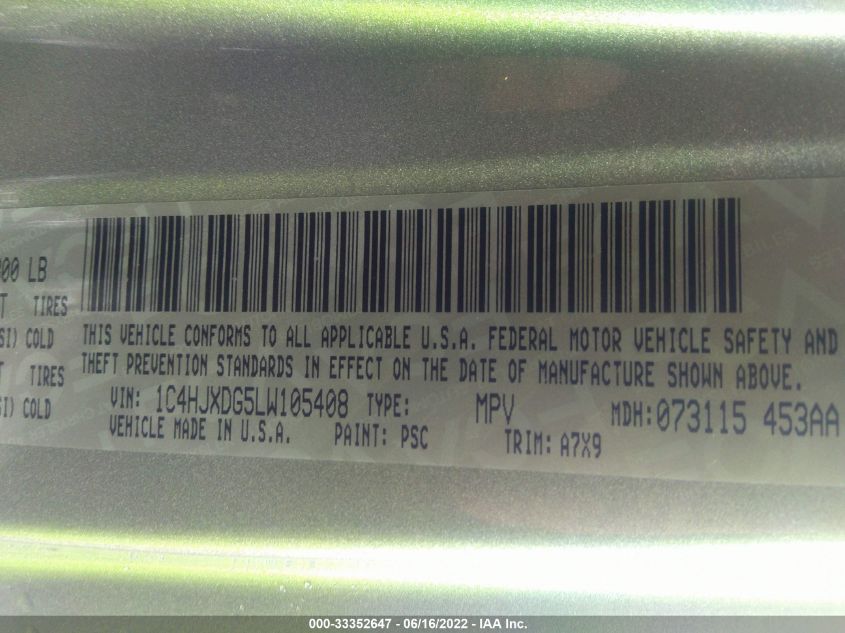 00 LB
TIRES
SI) COLD
TIRES
SI) COLD
THIS VEHICLE CONFORMS TO ALL APPLICABLE U.S.A. FEDERAL MOTOR VEHICLE SAFETY AND
THEFT PREVENTION STANDARDS IN EFFECT ON THE DATE OF MANUFACTURE SHOWN ABOVE.
VIN: 1C4HJXDG5LW105408 TYPE: MPV MDH:073115 453AA
VEHICLE MADE IN U.S.A. PAINT: PSC TRIM: A7X9
000-33352647 - 06/16/2022 - IAA Inc.